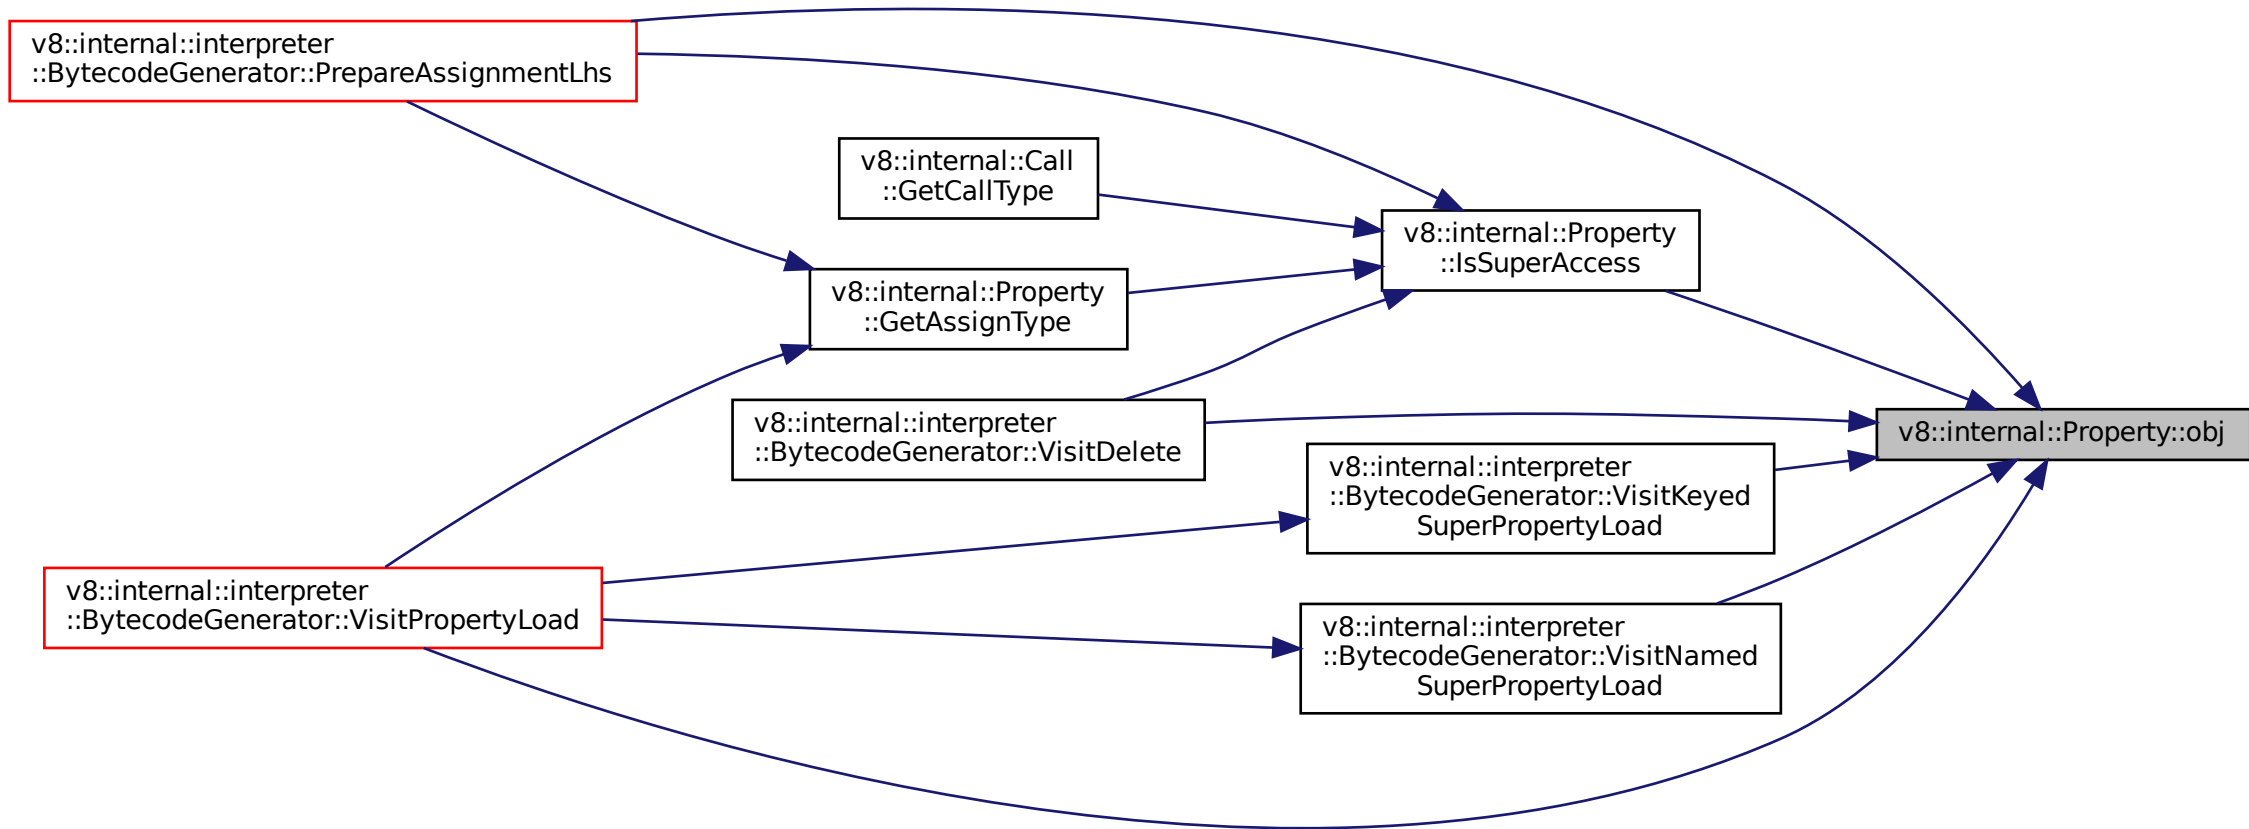 v8::internal::interpreter
::BytecodeGenerator::PrepareAssignmentLhs
v8::internal::Call
::GetCallType
v8::internal::Property
::IsSuperAccess
v8::internal::Property
::GetAssignType
v8::internal::interpreter
::BytecodeGenerator::VisitDelete
v8::internal::Property::obj
v8::internal::interpreter
::BytecodeGenerator::VisitKeyed
SuperPropertyLoad
v8::internal::interpreter
::BytecodeGenerator::VisitPropertyLoad
v8::internal::interpreter
::BytecodeGenerator::VisitNamed
SuperPropertyLoad